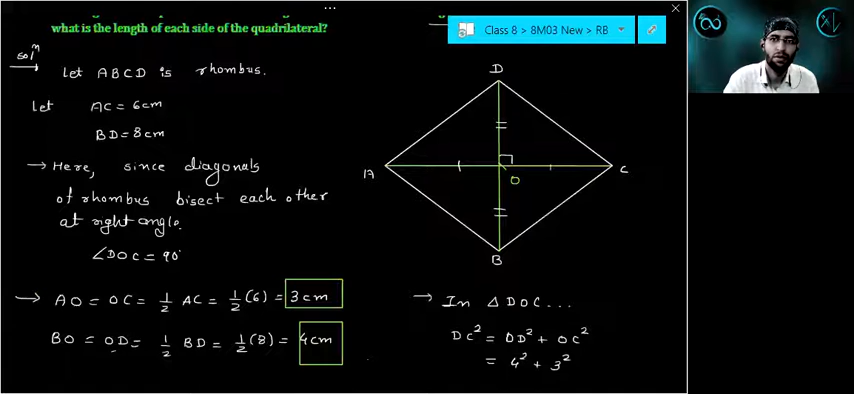 what is the length of each side of the quadrilateral?
Class 8 > 8M03 New > RB
solⁿ
Let ABCD is rhombus.
Let AC = 6cm
BD = 8cm
→ Here, since diagonals
of rhombus bisect each other
at right angle.
∠DOC = 90°
→ AO = OC = 1/2 AC = 1/2 (6) = 3cm
BO = OD = 1/2 BD = 1/2 (8) = 4cm
D
A
O
C
B
→ In △DOC...
DC² = OD² + OC²
= 4² + 3²